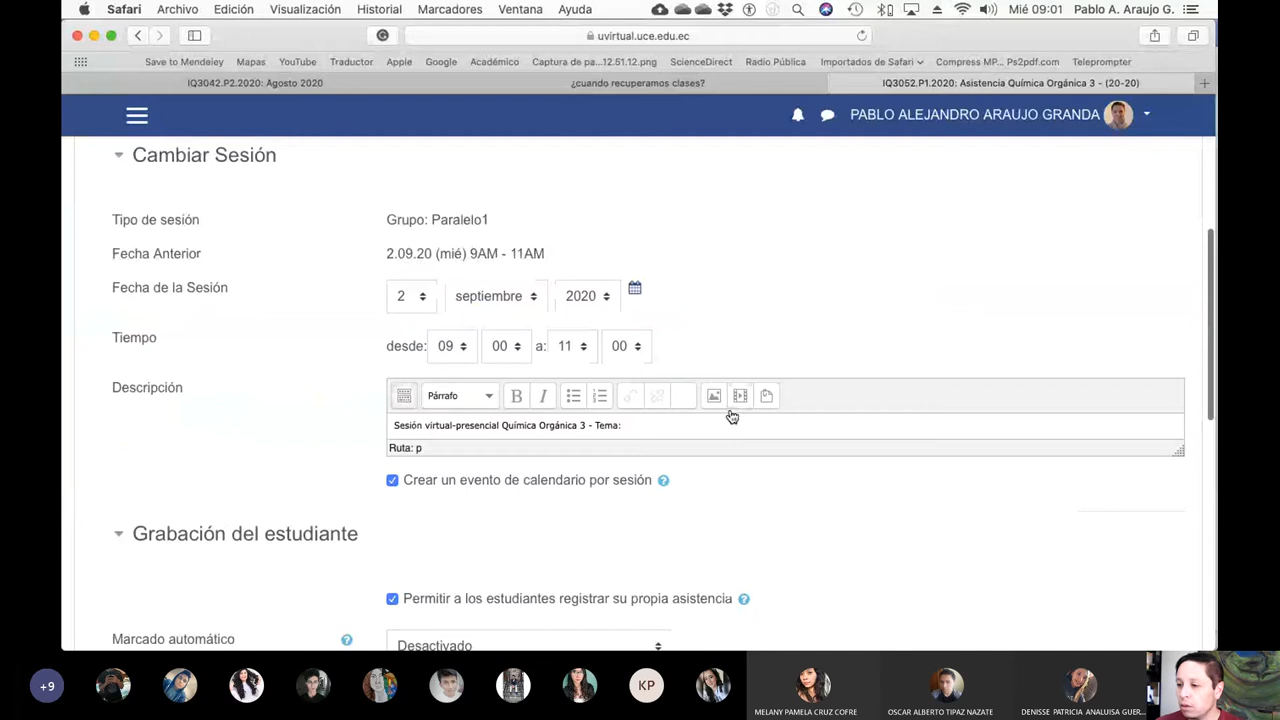 Safari Archivo Edición Visualización Historial Marcadores Ventana Ayuda Mié 09:01 Pablo A. Araujo G.
uvirtual.uce.edu.ec
Save to Mendeley Mapas YouTube Traductor Apple Google Académico Captura de pa...12.51.12.png ScienceDirect Radio Pública Importados de Safari Compress MP... Ps2pdf.com Teleprompter
IQ3042.P2.2020: Agosto 2020 ¿cuando recuperamos clases? IQ3052.P1.2020: Asistencia Química Orgánica 3 - (20-20)
PABLO ALEJANDRO ARAUJO GRANDA
Cambiar Sesión
Tipo de sesión Grupo: Paralelo1
Fecha Anterior 2.09.20 (mié) 9AM - 11AM
Fecha de la Sesión 2 septiembre 2020
Tiempo desde: 09 00 a: 11 00
Descripción
Párrafo B I
Sesión virtual-presencial Química Orgánica 3 - Tema:
Ruta: p
Crear un evento de calendario por sesión ?
Grabación del estudiante
Permitir a los estudiantes registrar su propia asistencia ?
Marcado automático ? Desactivado
+9 KP
MELANY PAMELA CRUZ COFRE OSCAR ALBERTO TIPAZ NAZATE DENISSE PATRICIA ANALUISA GUER...